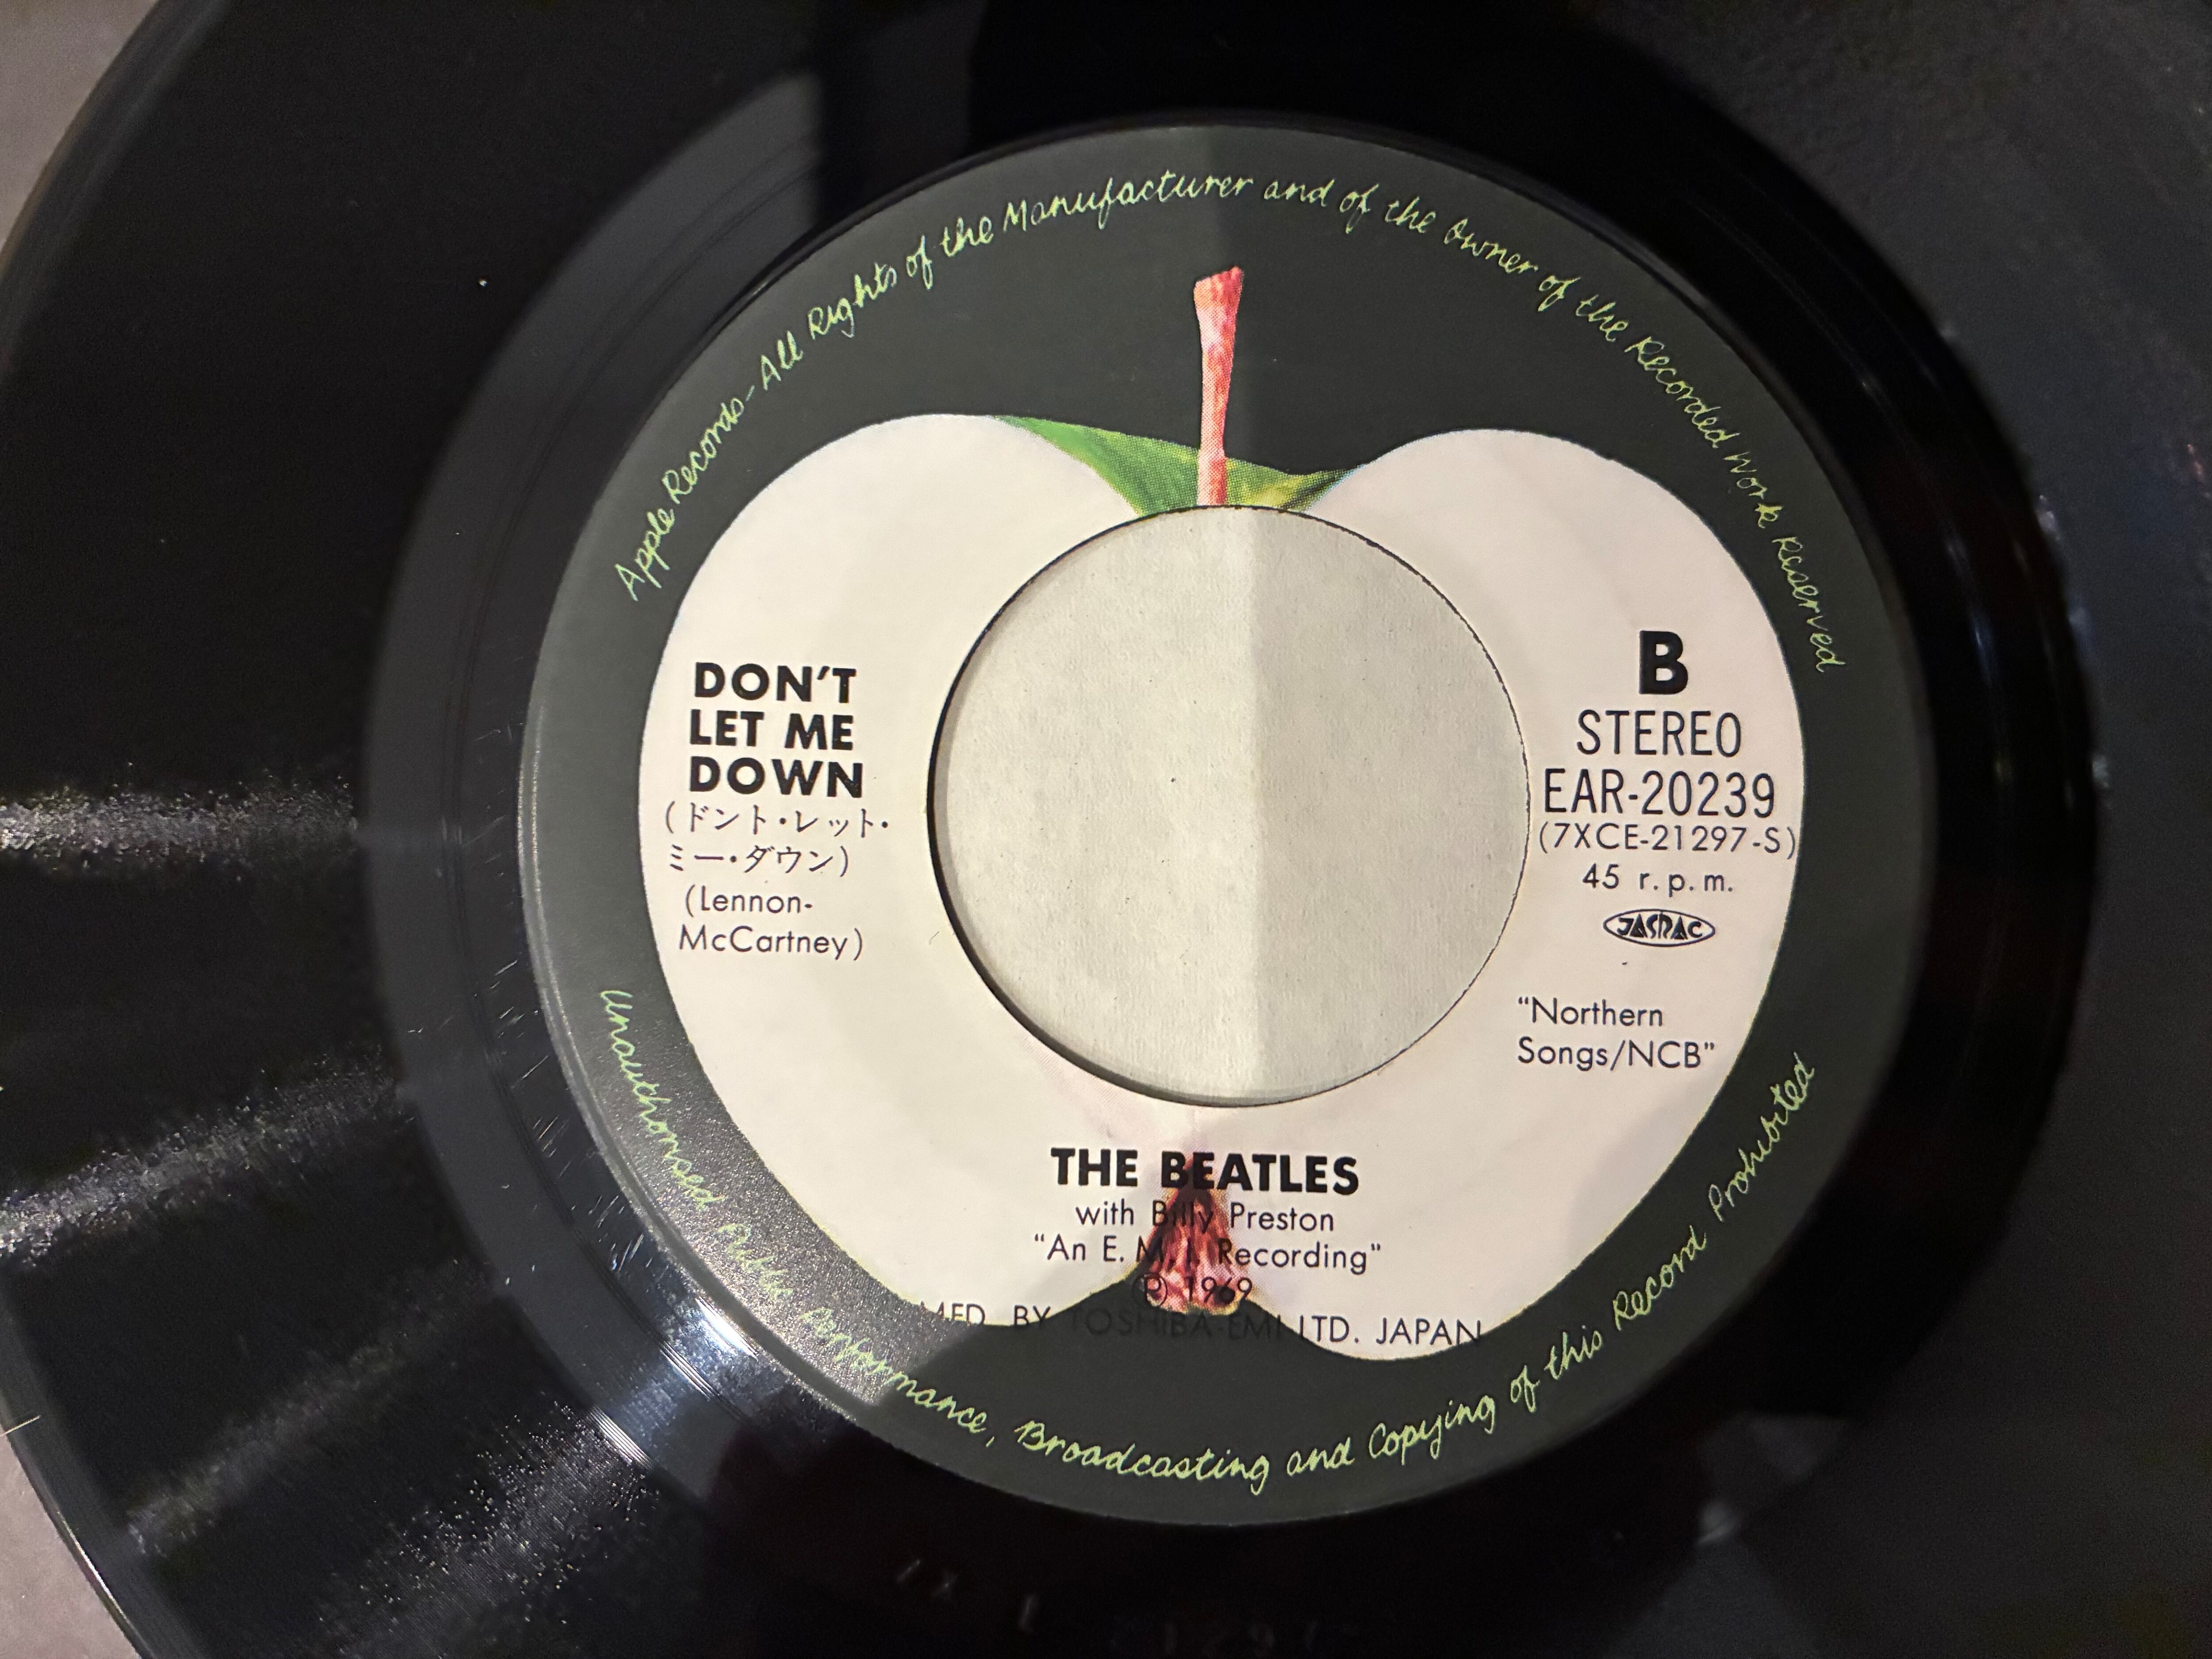 Apple Records-All Rights of the Manufacturer and of the Owner of the Recorded Work Reserved
DON'T
LET ME
DOWN
(ドント・レット・
ミー・ダウン)
(Lennon-
McCartney)
B
STEREO
EAR-20239
(7XCE-21297-S)
45 r.p.m.
JASRAC
"Northern
Songs/NCB"
THE BEATLES
with Billy Preston
"An E.M.I. Recording"
Ⓟ 1969
MFD. BY TOSHIBA-EMI LTD. JAPAN
Unauthorised Public Performance, Broadcasting and Copying of this Record Prohibited